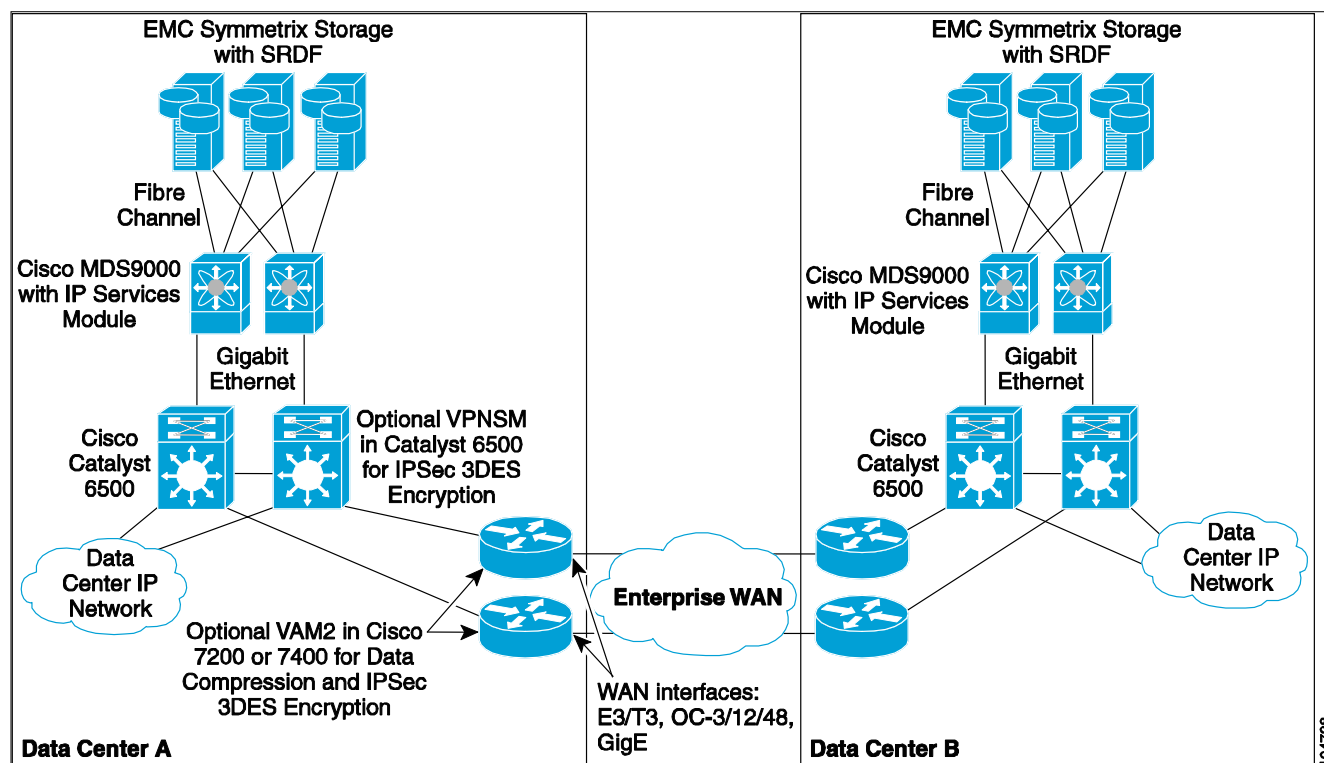 EMC Symmetrix Storage
with SRDF
Fibre
Channel
Cisco MDS9000
with IP Services
Module
Gigabit
Ethernet
Cisco
Catalyst
6500
Optional VPNSM
in Catalyst 6500
for IPSec 3DES
Encryption
Data
Center IP
Network
Optional VAM2 in Cisco
7200 or 7400 for Data
Compression and IPSec
3DES Encryption
Data Center A
Enterprise WAN
WAN interfaces:
E3/T3, OC-3/12/48,
GigE
EMC Symmetrix Storage
with SRDF
Fibre
Channel
Cisco MDS9000
with IP Services
Module
Gigabit
Ethernet
Cisco
Catalyst
6500
Data
Center IP
Network
Data Center B